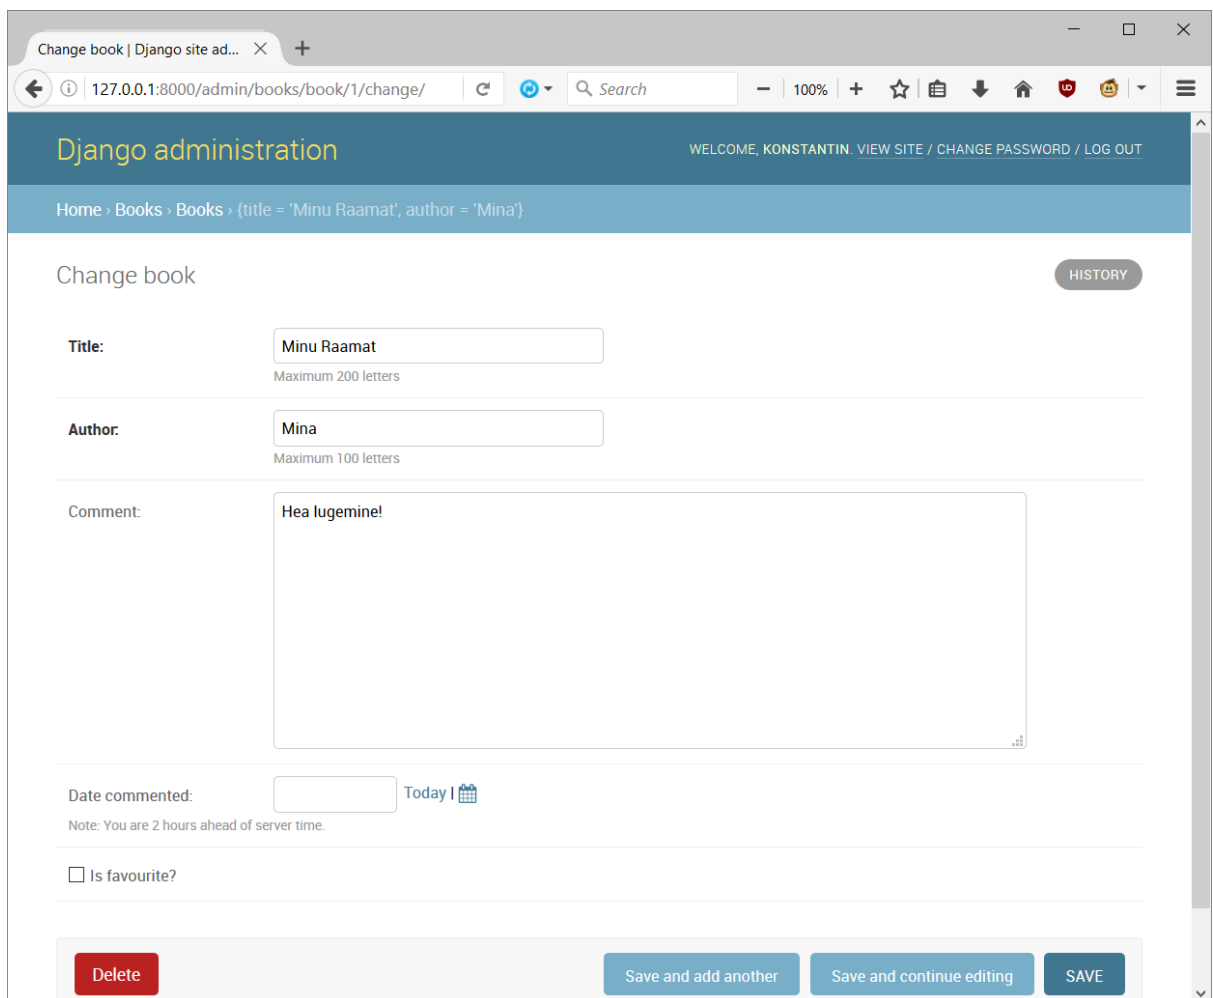 Change book | Django site ad...
127.0.0.1:8000/admin/books/book/1/change/
Search
100%
Django administration
WELCOME, KONSTANTIN. VIEW SITE / CHANGE PASSWORD / LOG OUT
Home › Books › Books › {title = 'Minu Raamat', author = 'Mina'}
Change book
HISTORY
Title:
Minu Raamat
Maximum 200 letters
Author:
Mina
Maximum 100 letters
Comment:
Hea lugemine!
Date commented:
Today |
Note: You are 2 hours ahead of server time.
Is favourite?
Delete
Save and add another
Save and continue editing
SAVE